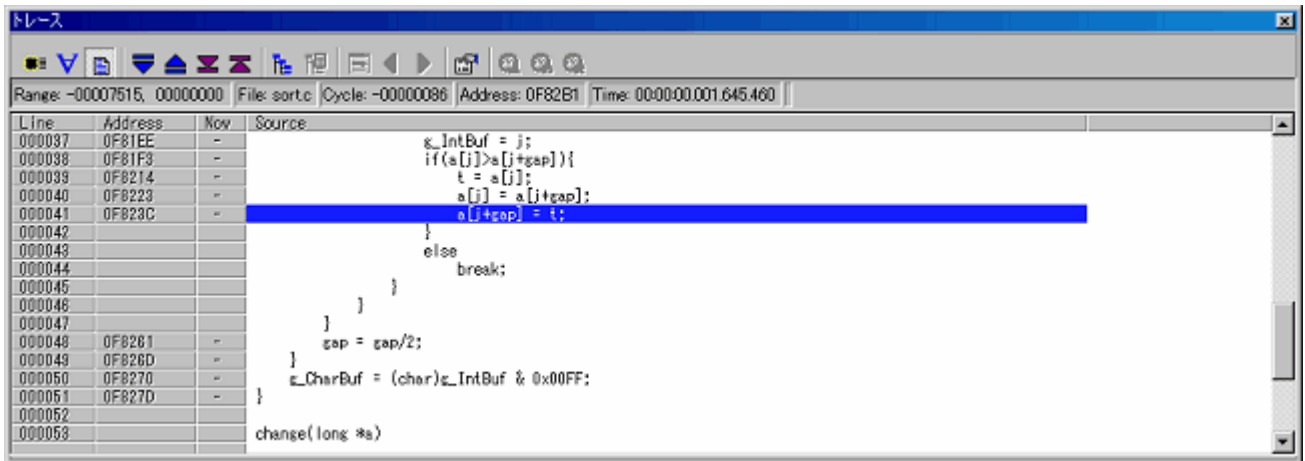 トレース
Range: -00007515, 00000000 File: sort.c Cycle: -00000086 Address: 0F82B1 Time: 00:00:00.001.645.460
Line Address Now Source
000037 0F81EE - g_IntBuf = j;
000038 0F81F3 - if(a[j]>a[j+gap]){
000039 0F8214 - t = a[j];
000040 0F8223 - a[j] = a[j+gap];
000041 0F823C - a[j+gap] = t;
000042 }
000043 else
000044 break;
000045 }
000046 }
000047 }
000048 0F8261 - gap = gap/2;
000049 0F826D - }
000050 0F8270 - g_CharBuf = (char)g_IntBuf & 0x00FF;
000051 0F827D - }
000052
000053 change(long *a)